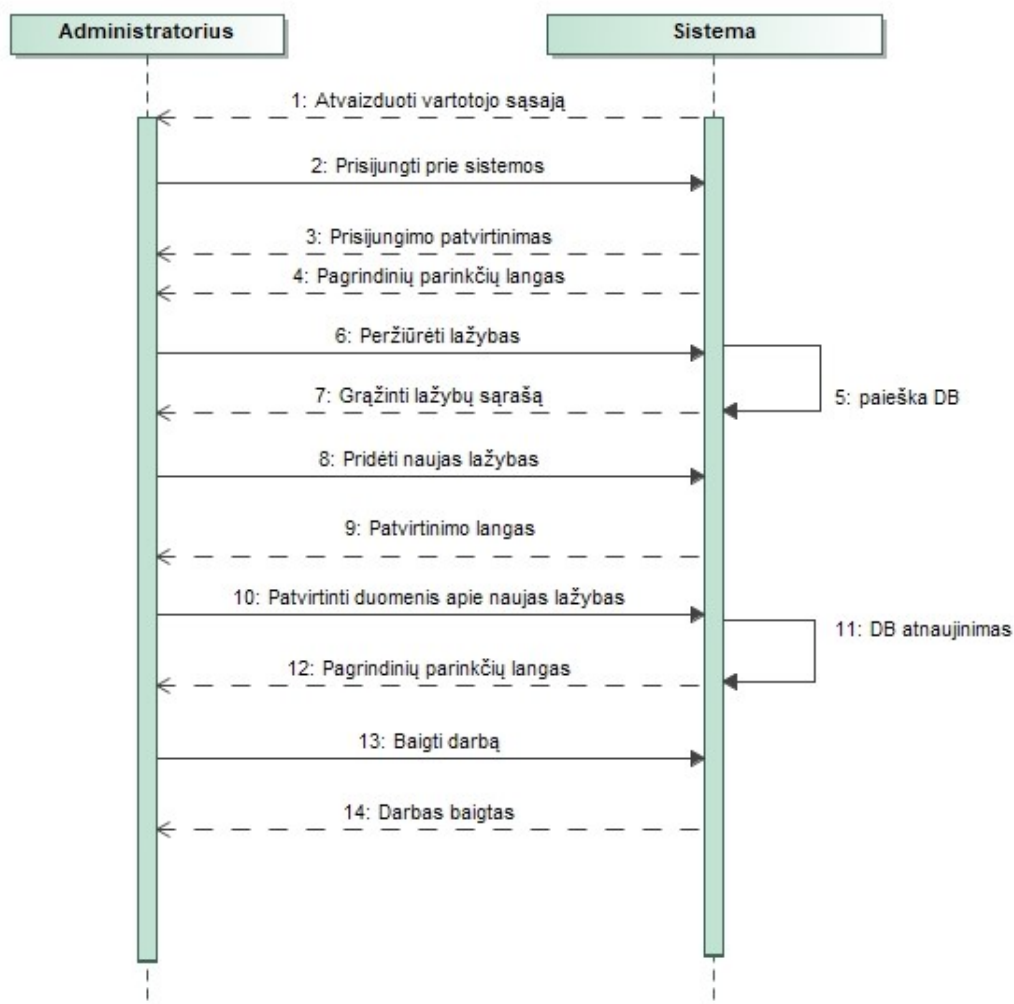 Administratorius
Sistema
1: Atvaizduoti vartotojo sąsają
2: Prisijungti prie sistemos
3: Prisijungimo patvirtinimas
4: Pagrindinių parinkčių langas
6: Peržiūrėti lažybas
7: Grąžinti lažybų sąrašą
5: paieška DB
8: Pridėti naujas lažybas
9: Patvirtinimo langas
10: Patvirtinti duomenis apie naujas lažybas
11: DB atnaujinimas
12: Pagrindinių parinkčių langas
13: Baigti darbą
14: Darbas baigtas